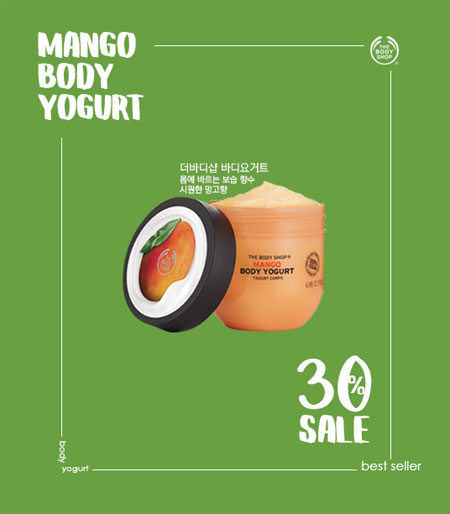 MANGO
BODY
YOGURT
THE
BODY
SHOP
더바디샵 바디요거트
몸에 바르는 보습 향수
시원한 망고향
THE BODY SHOP®
MANGO
BODY YOGURT
YAOURT CORPS
30%
SALE
body
yogurt
best seller